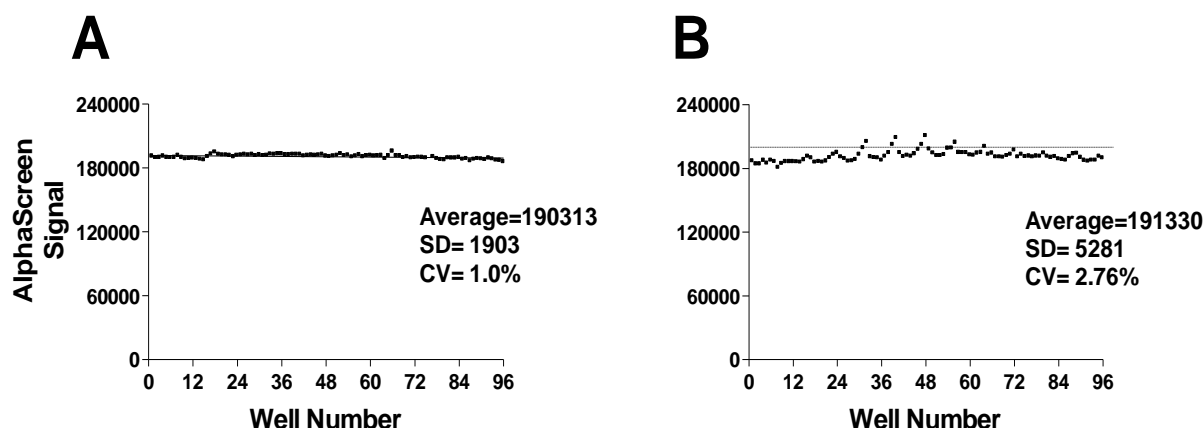 A
AlphaScreen
Signal
240000
180000
120000
60000
0
Average=190313
SD= 1903
CV= 1.0%
0 12 24 36 48 60 72 84 96
Well Number
B
240000
180000
120000
60000
0
Average=191330
SD= 5281
CV= 2.76%
0 12 24 36 48 60 72 84 96
Well Number